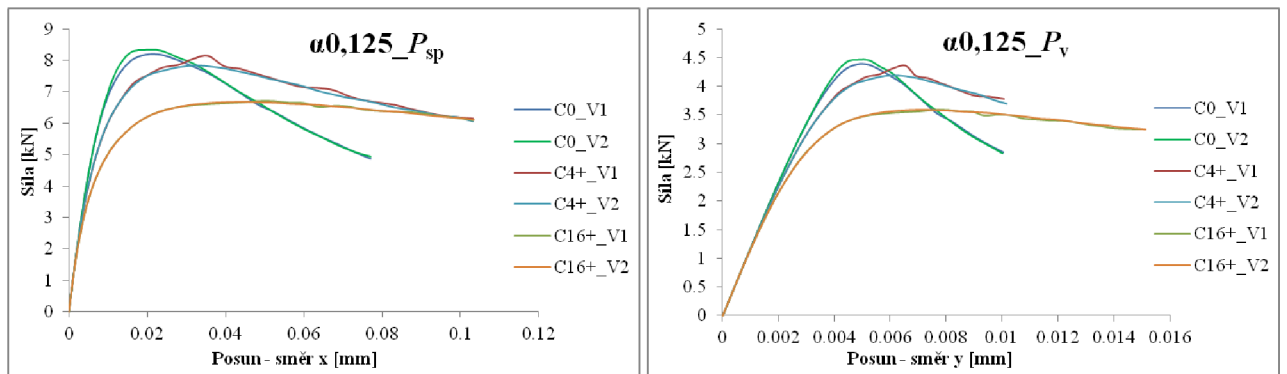 α0,125_Psp
9
8
7
6
5
4
3
2
1
0
Síla [kN]
0
0.02
0.04
0.06
0.08
0.1
0.12
Posun - směr x [mm]
C0_V1
C0_V2
C4+_V1
C4+_V2
C16+_V1
C16+_V2
α0,125_Pv
5
4.5
4
3.5
3
2.5
2
1.5
1
0.5
0
Síla [kN]
0
0.002
0.004
0.006
0.008
0.01
0.012
0.014
0.016
Posun - směr y [mm]
C0_V1
C0_V2
C4+_V1
C4+_V2
C16+_V1
C16+_V2